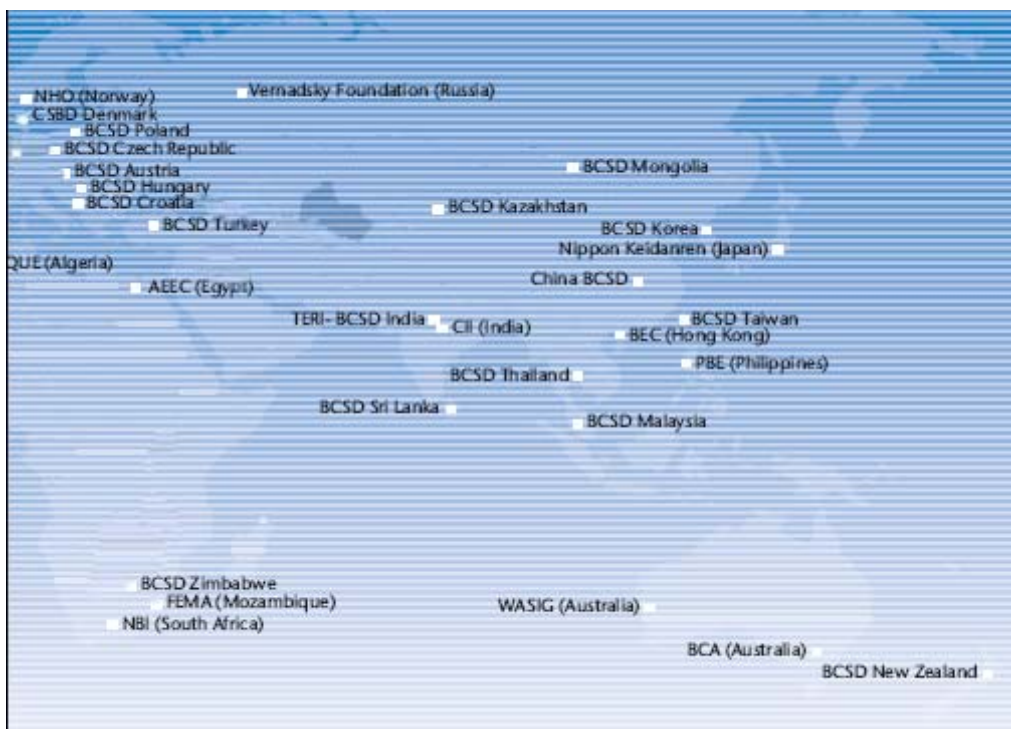 Vernadsky Foundation (Russia)
NHO (Norway)
CSBD Denmark
BCSD Poland
BCSD Czech Republic
BCSD Mongolia
BCSD Austria
BCSD Hungary
BCSD Croatia
BCSD Kazakhstan
BCSD Turkey
BCSD Korea
Nippon Keidanren (Japan)
QUE (Algeria)
China BCSD
AEEC (Egypt)
TERI- BCSD India
CII (India)
BCSD Taiwan
BEC (Hong Kong)
PBE (Philippines)
BCSD Thailand
BCSD Sri Lanka
BCSD Malaysia
BCSD Zimbabwe
FEMA (Mozambique)
WASIG (Australia)
NBI (South Africa)
BCA (Australia)
BCSD New Zealand